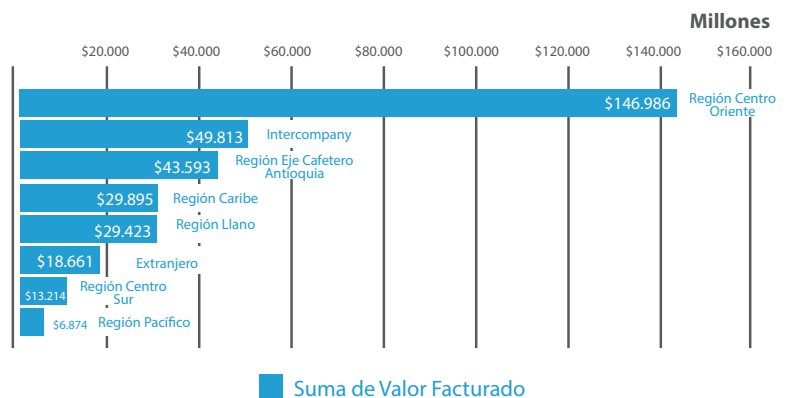 Millones
$20.000 $40.000 $60.000 $80.000 $100.000 $120.000 $140.000 $160.000
$146.986 Región Centro
Oriente
$49.813 Intercompany
$43.593 Región Eje Cafetero
Antioquia
$29.895 Región Caribe
$29.423 Región Llano
$18.661 Extranjero
$13.214 Región Centro
Sur
$6.874 Región Pacífico
Suma de Valor Facturado